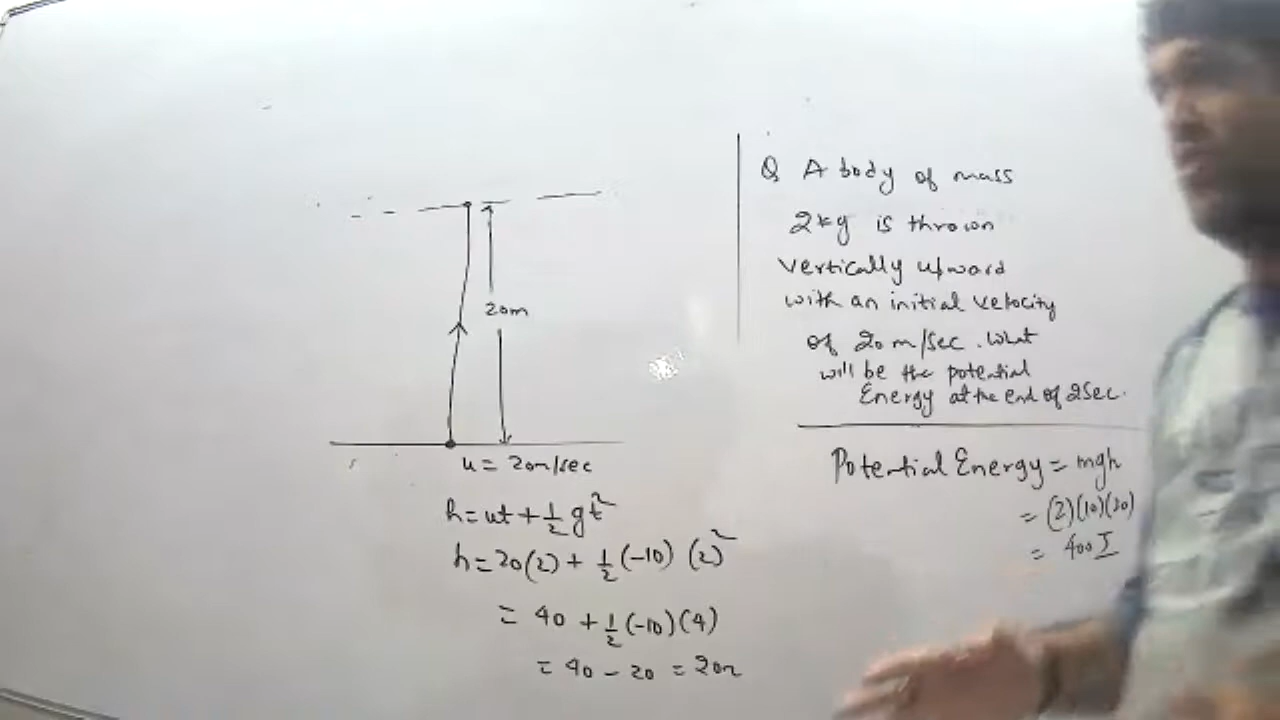 Q A body of mass
2kg is thrown
vertically upward
with an initial velocity
of 20 m/sec. What
will be the potential
Energy at the end of 2sec.
Potential Energy = mgh
= (2)(10)(20)
= 400 J
20m
u = 20m/sec
h = ut + 1/2 gt²
h = 20(2) + 1/2 (-10) (2)²
= 40 + 1/2 (-10)(4)
= 40 - 20 = 20m